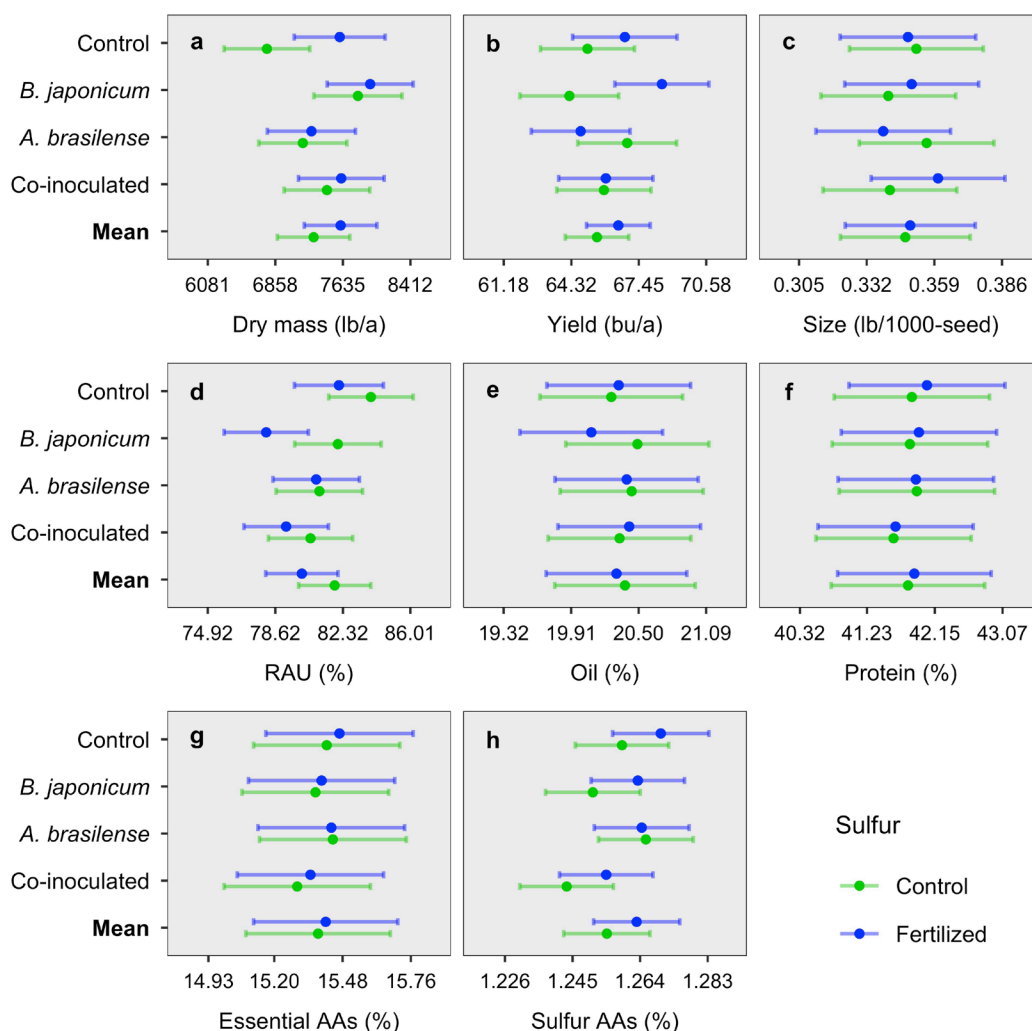 a
b
c
Control
B. japonicum
A. brasilense
Co-inoculated
Mean
6081 6858 7635 8412
61.18 64.32 67.45 70.58
0.305 0.332 0.359 0.386
Dry mass (lb/a)
Yield (bu/a)
Size (lb/1000-seed)
d
e
f
Control
B. japonicum
A. brasilense
Co-inoculated
Mean
74.92 78.62 82.32 86.01
19.32 19.91 20.50 21.09
40.32 41.23 42.15 43.07
RAU (%)
Oil (%)
Protein (%)
g
h
Control
B. japonicum
A. brasilense
Co-inoculated
Mean
14.93 15.20 15.48 15.76
1.226 1.245 1.264 1.283
Essential AAs (%)
Sulfur AAs (%)
Sulfur
Control
Fertilized